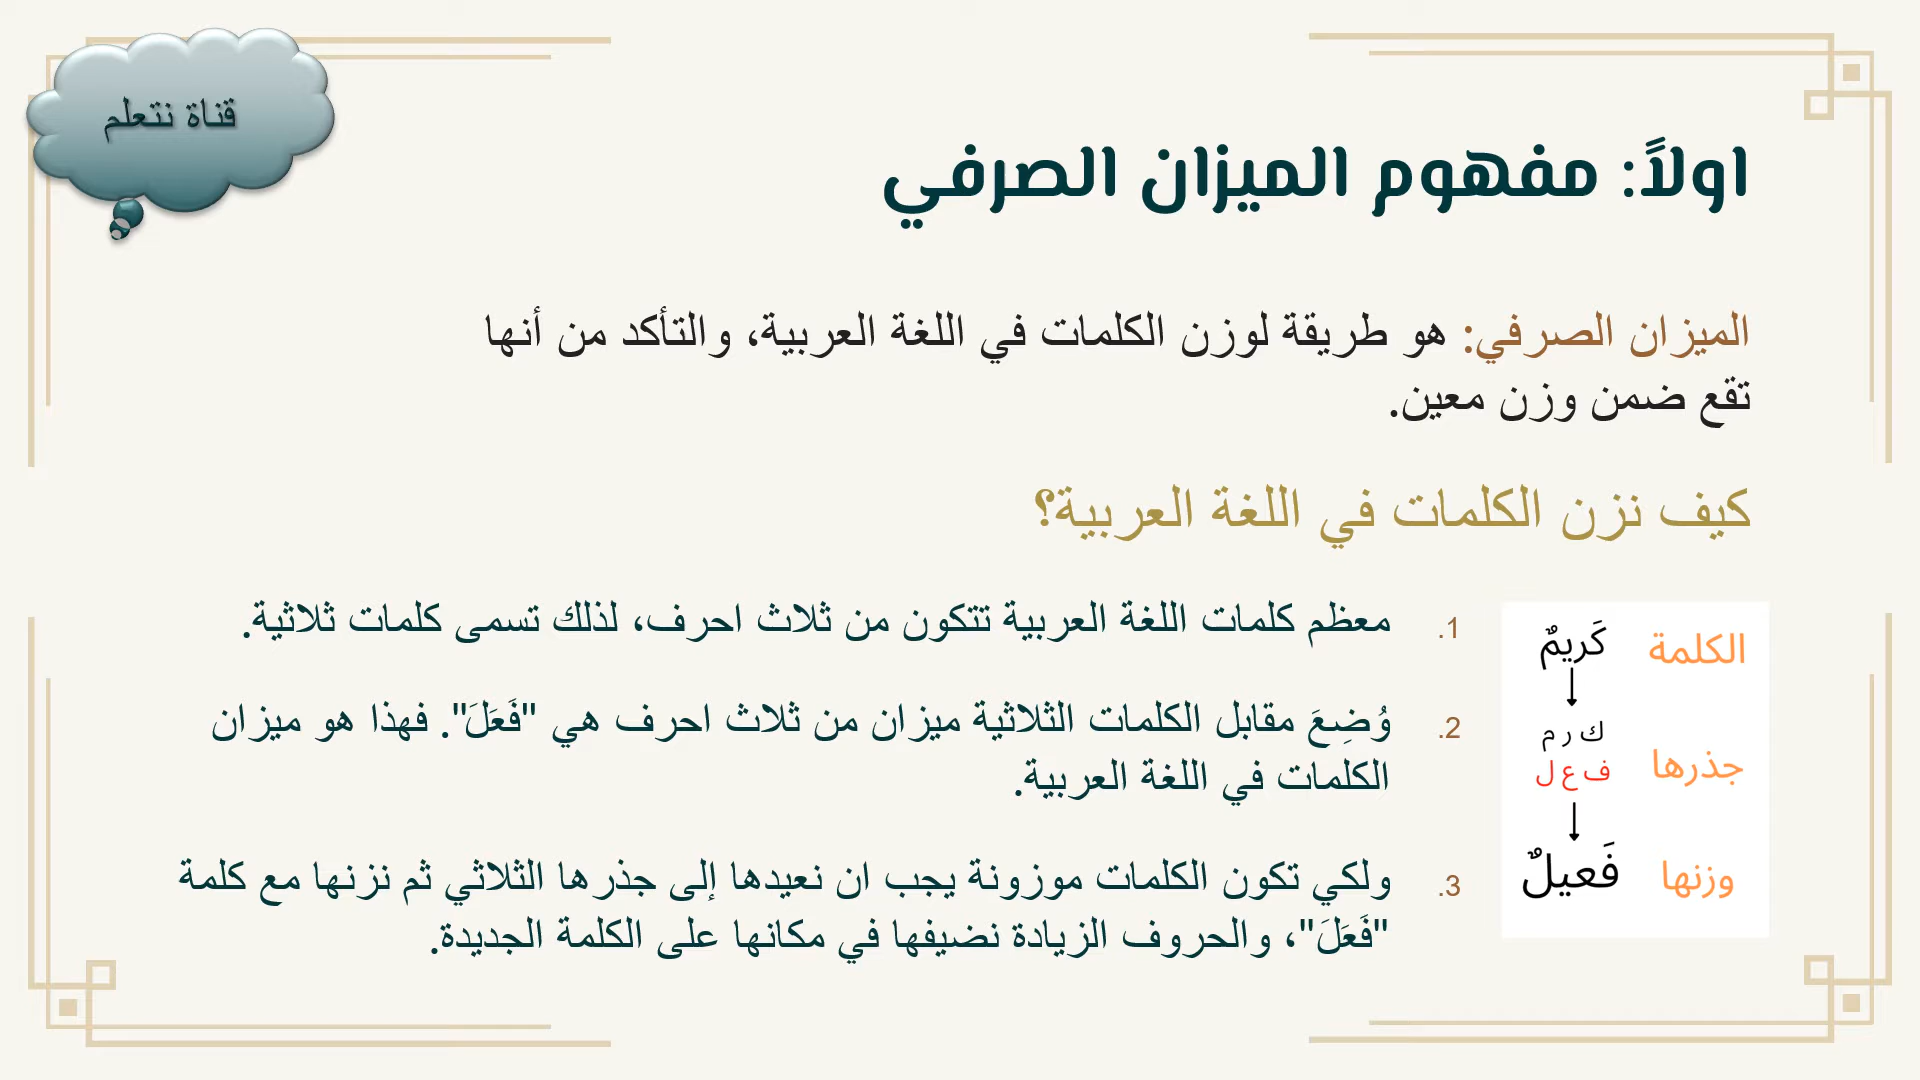 قناة نتعلم
اولاً: مفهوم الميزان الصرفي
الميزان الصرفي: هو طريقة لوزن الكلمات في اللغة العربية، والتأكد من أنها
تقع ضمن وزن معين.
كيف نزن الكلمات في اللغة العربية؟
1. معظم كلمات اللغة العربية تتكون من ثلاث احرف، لذلك تسمى كلمات ثلاثية.
2. وُضِعَ مقابل الكلمات الثلاثية ميزان من ثلاث احرف هي "فَعَلَ". فهذا هو ميزان
الكلمات في اللغة العربية.
3. ولكي تكون الكلمات موزونة يجب ان نعيدها إلى جذرها الثلاثي ثم نزنها مع كلمة
"فَعَلَ"، والحروف الزيادة نضيفها في مكانها على الكلمة الجديدة.
الكلمة كَريمٌ
ك ر م
جذرها
ف ع ل
وزنها فَعيلٌ